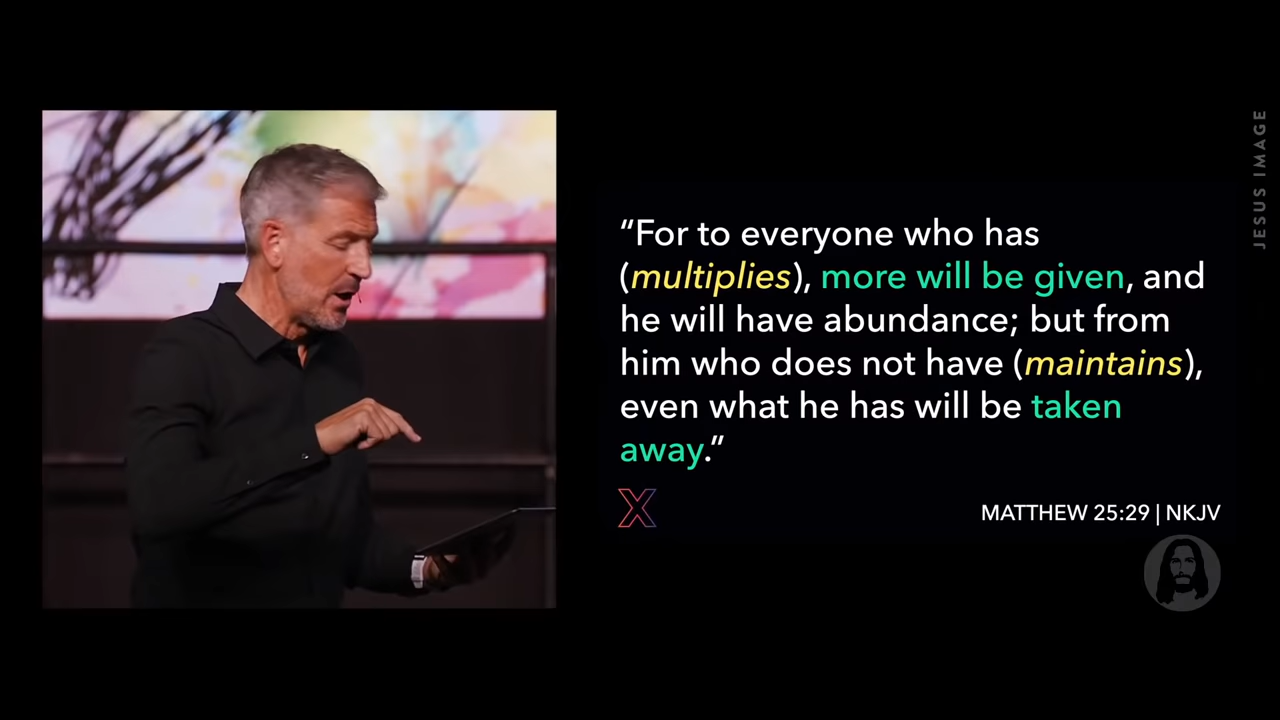 “For to everyone who has
(multiplies), more will be given, and
he will have abundance; but from
him who does not have (maintains),
even what he has will be taken
away.”
X
MATTHEW 25:29 | NKJV
JESUS IMAGE